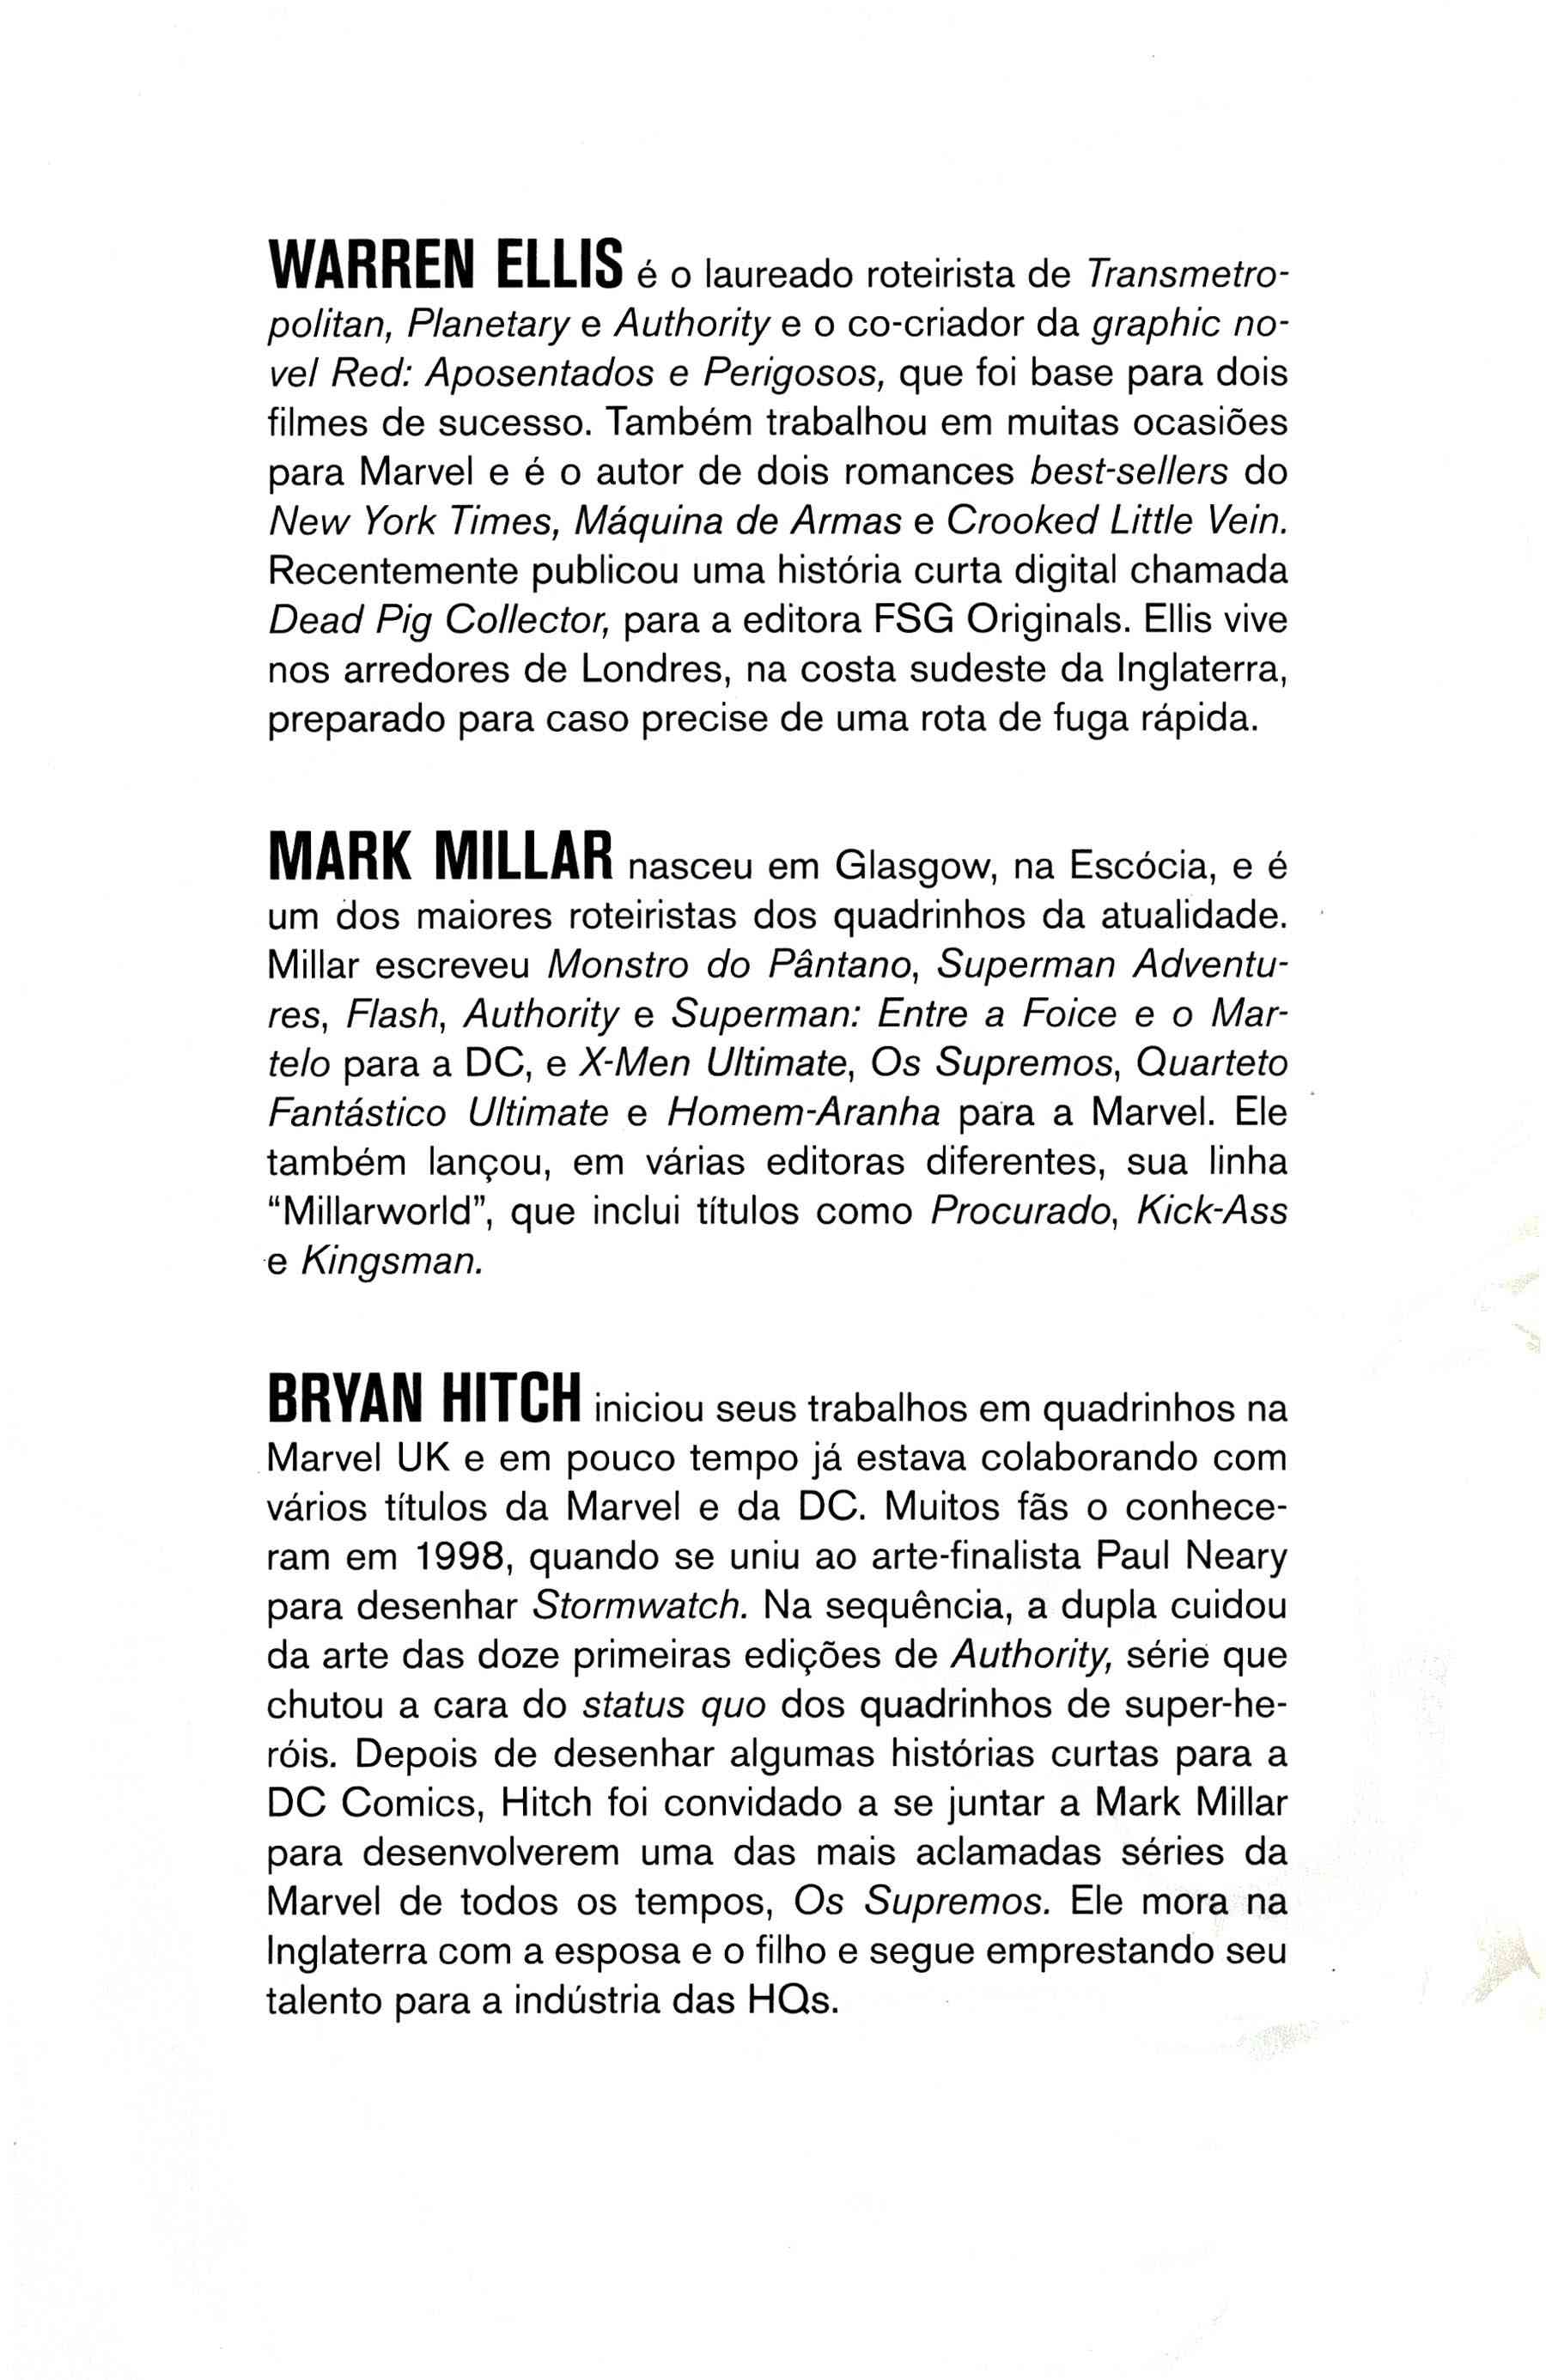 WARREN ELLIS é o laureado roteirista de Transmetro-
politan, Planetary e Authority e o co-criador da graphic no-
vel Red: Aposentados e Perigosos, que foi base para dois
filmes de sucesso. Também trabalhou em muitas ocasiões
para Marvel e é o autor de dois romances best-sellers do
New York Times, Máquina de Armas e Crooked Little Vein.
Recentemente publicou uma história curta digital chamada
Dead Pig Collector, para a editora FSG Originals. Ellis vive
nos arredores de Londres, na costa sudeste da Inglaterra,
preparado para caso precise de uma rota de fuga rápida.
MARK MILLAR nasceu em Glasgow, na Escócia, e é
um dos maiores roteiristas dos quadrinhos da atualidade.
Millar escreveu Monstro do Pântano, Superman Adventu-
res, Flash, Authority e Superman: Entre a Foice e o Mar-
telo para a DC, e X-Men Ultimate, Os Supremos, Quarteto
Fantástico Ultimate e Homem-Aranha para a Marvel. Ele
também lançou, em várias editoras diferentes, sua linha
“Millarworld”, que inclui títulos como Procurado, Kick-Ass
e Kingsman.
BRYAN HITCH iniciou seus trabalhos em quadrinhos na
Marvel UK e em pouco tempo já estava colaborando com
vários títulos da Marvel e da DC. Muitos fãs o conhece-
ram em 1998, quando se uniu ao arte-finalista Paul Neary
para desenhar Stormwatch. Na sequência, a dupla cuidou
da arte das doze primeiras edições de Authority, série que
chutou a cara do status quo dos quadrinhos de super-he-
róis. Depois de desenhar algumas histórias curtas para a
DC Comics, Hitch foi convidado a se juntar a Mark Millar
para desenvolverem uma das mais aclamadas séries da
Marvel de todos os tempos, Os Supremos. Ele mora na
Inglaterra com a esposa e o filho e segue emprestando seu
talento para a indústria das HQs.